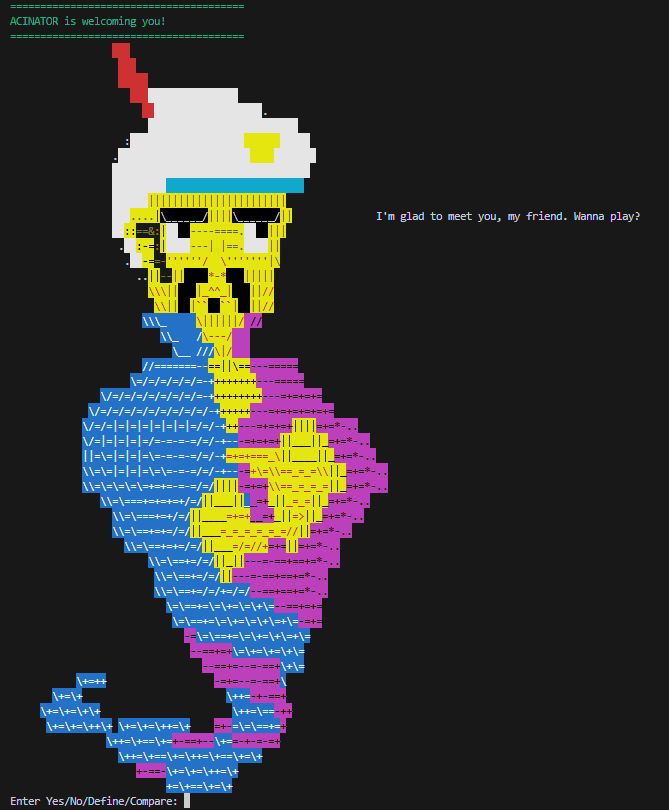 ACINATOR is welcoming you!
I'm glad to meet you, my friend. Wanna play?
Enter Yes/No/Define/Compare: